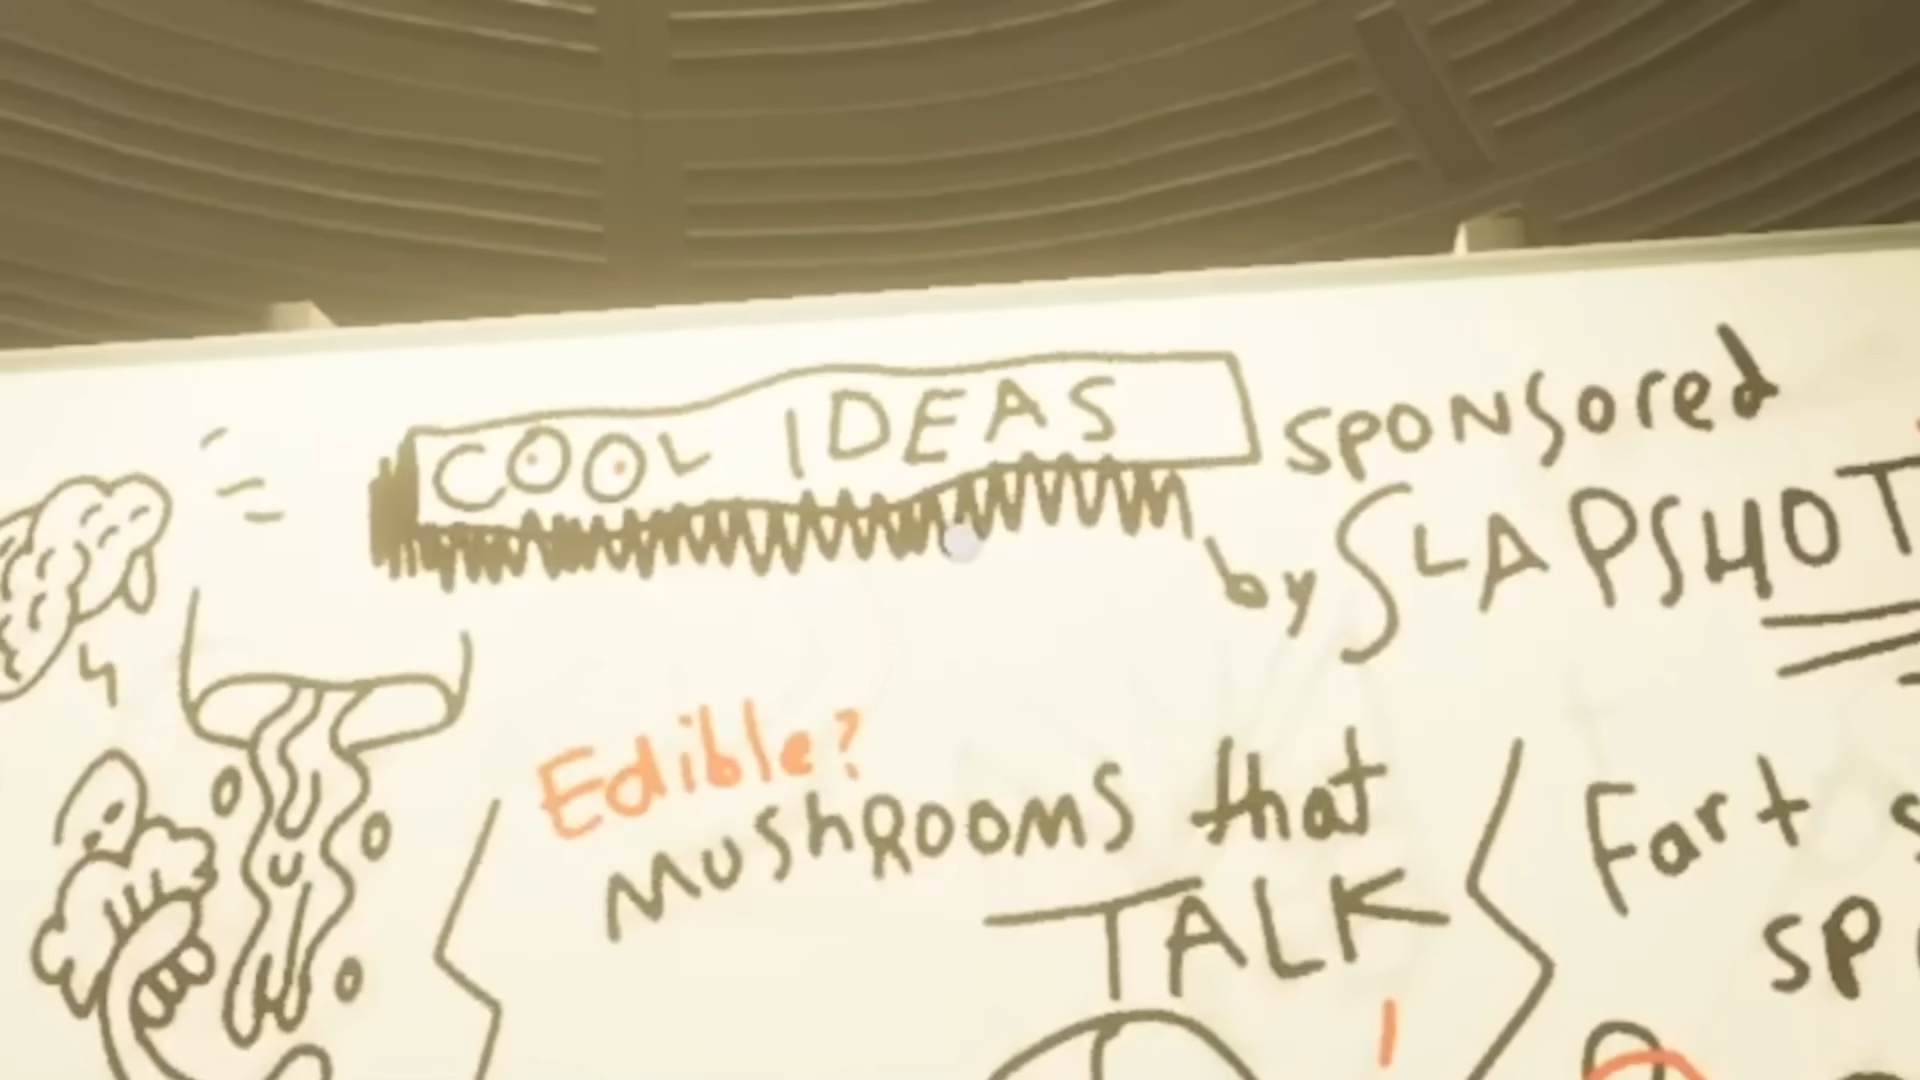 COOL IDEAS
SPONSored
by SLAPSHOT
Edible?
MUSHROOMS that
TALK
Fart